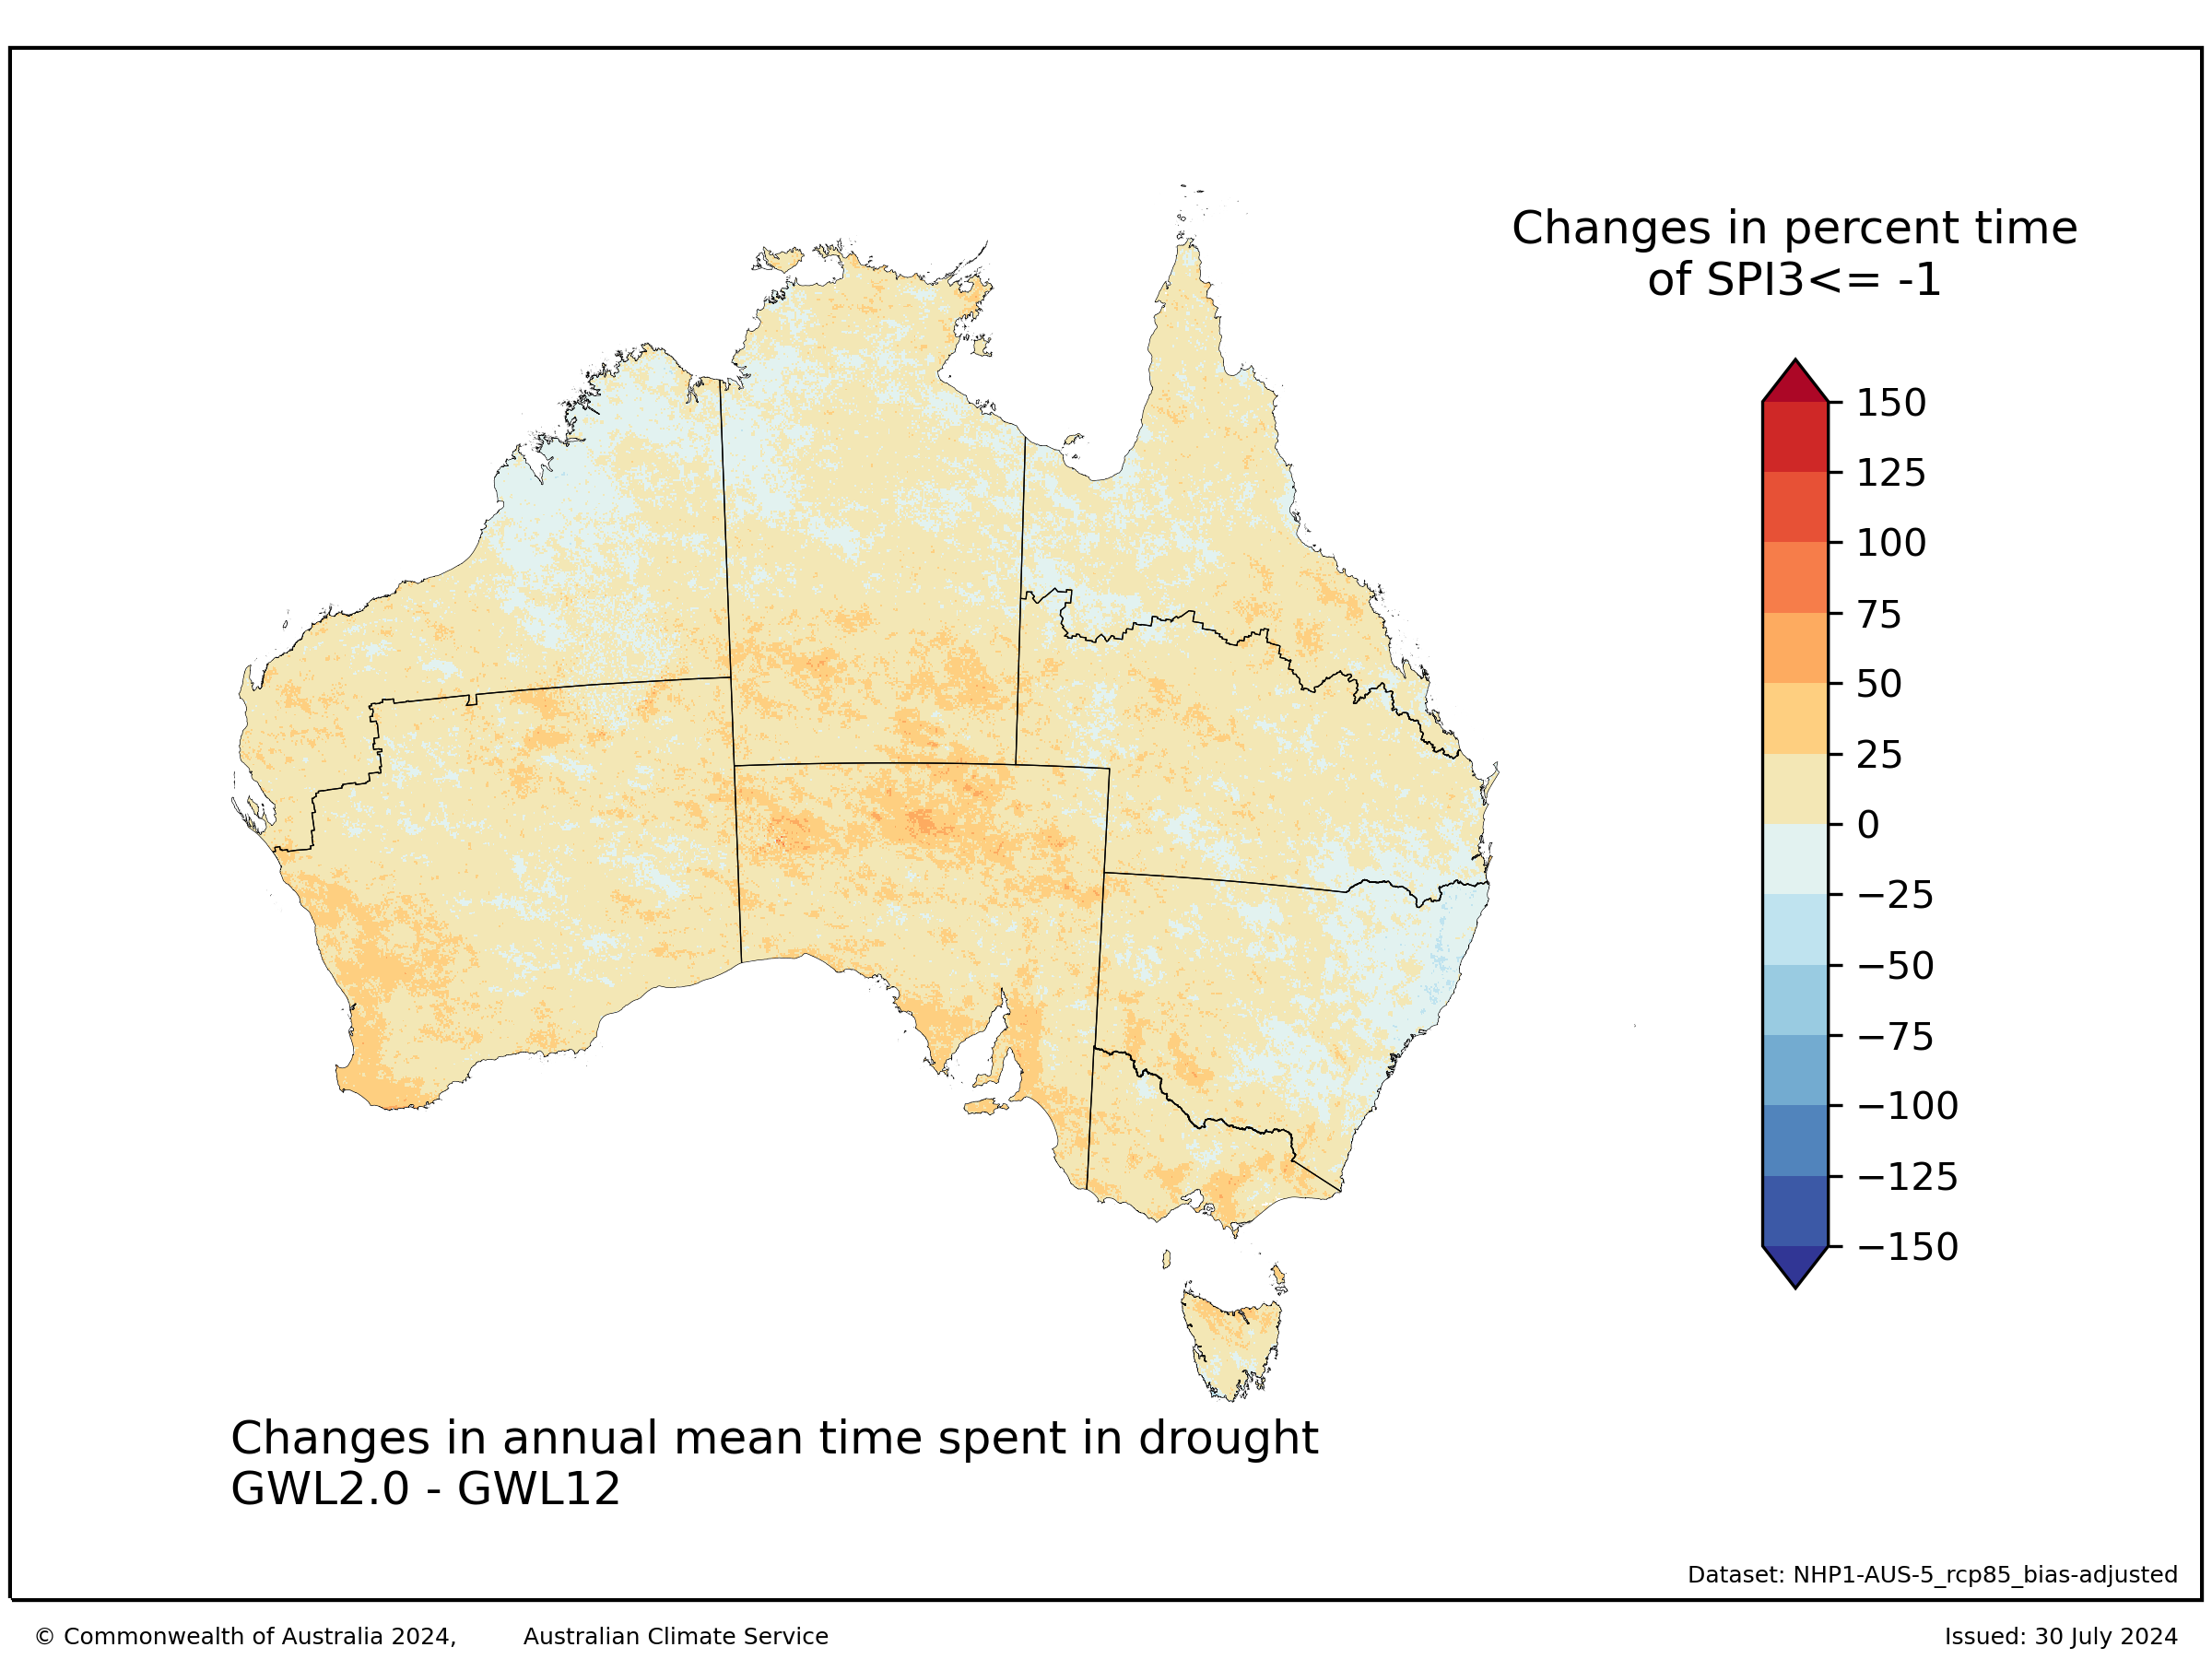 Changes in percent time
of SPI3<= -1
150
125
100
75
50
25
0
−25
−50
−75
−100
−125
−150
Changes in annual mean time spent in drought
GWL2.0 - GWL12
Dataset: NHP1-AUS-5_rcp85_bias-adjusted
© Commonwealth of Australia 2024, Australian Climate Service
Issued: 30 July 2024